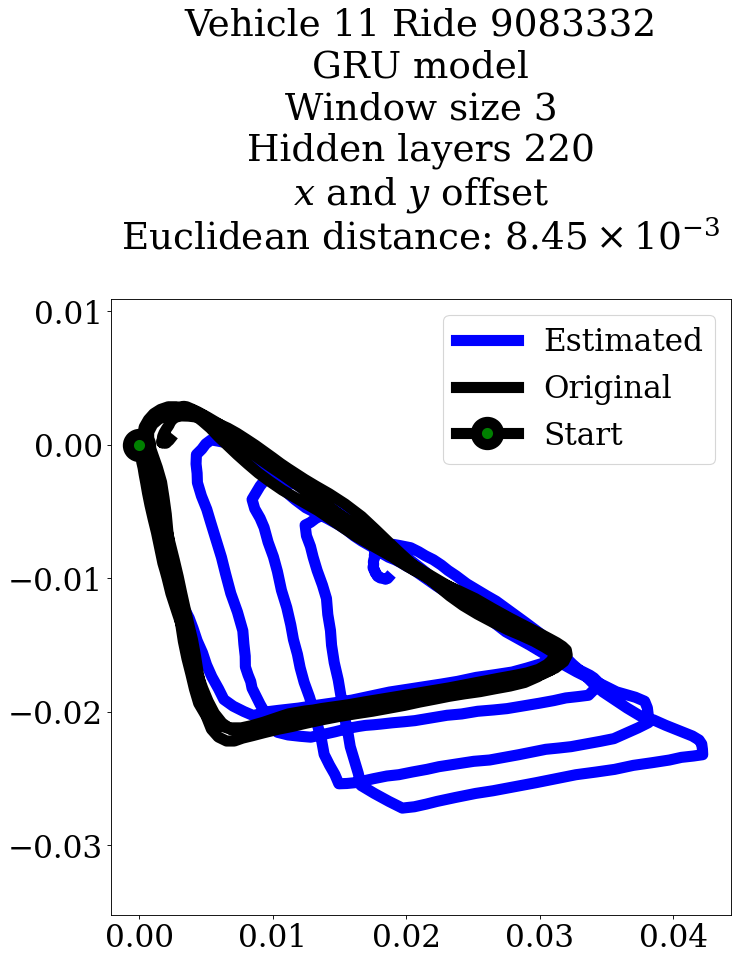 Vehicle 11 Ride 9083332
GRU model
Window size 3
Hidden layers 220
x and y offset
Euclidean distance: 8.45 × 10⁻³
Estimated
Original
Start
0.01
0.00
−0.01
−0.02
−0.03
0.00 0.01 0.02 0.03 0.04